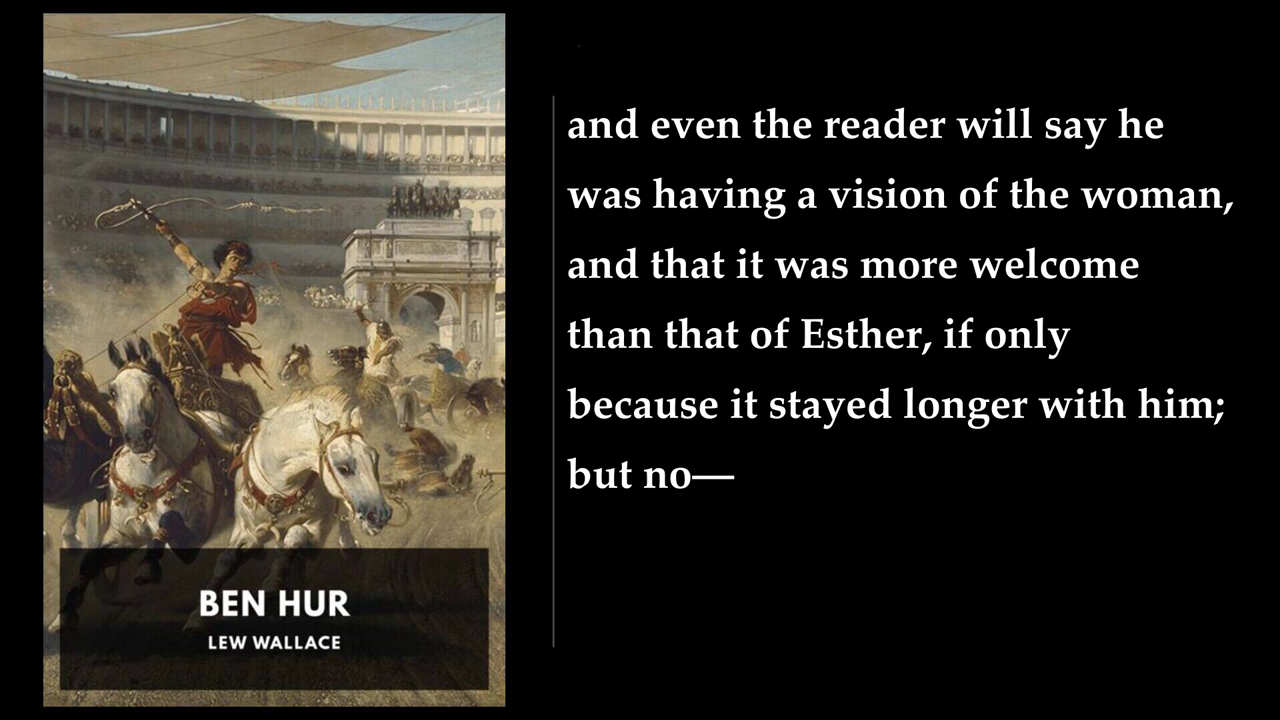 and even the reader will say he
was having a vision of the woman,
and that it was more welcome
than that of Esther, if only
because it stayed longer with him;
but no—
BEN HUR
LEW WALLACE